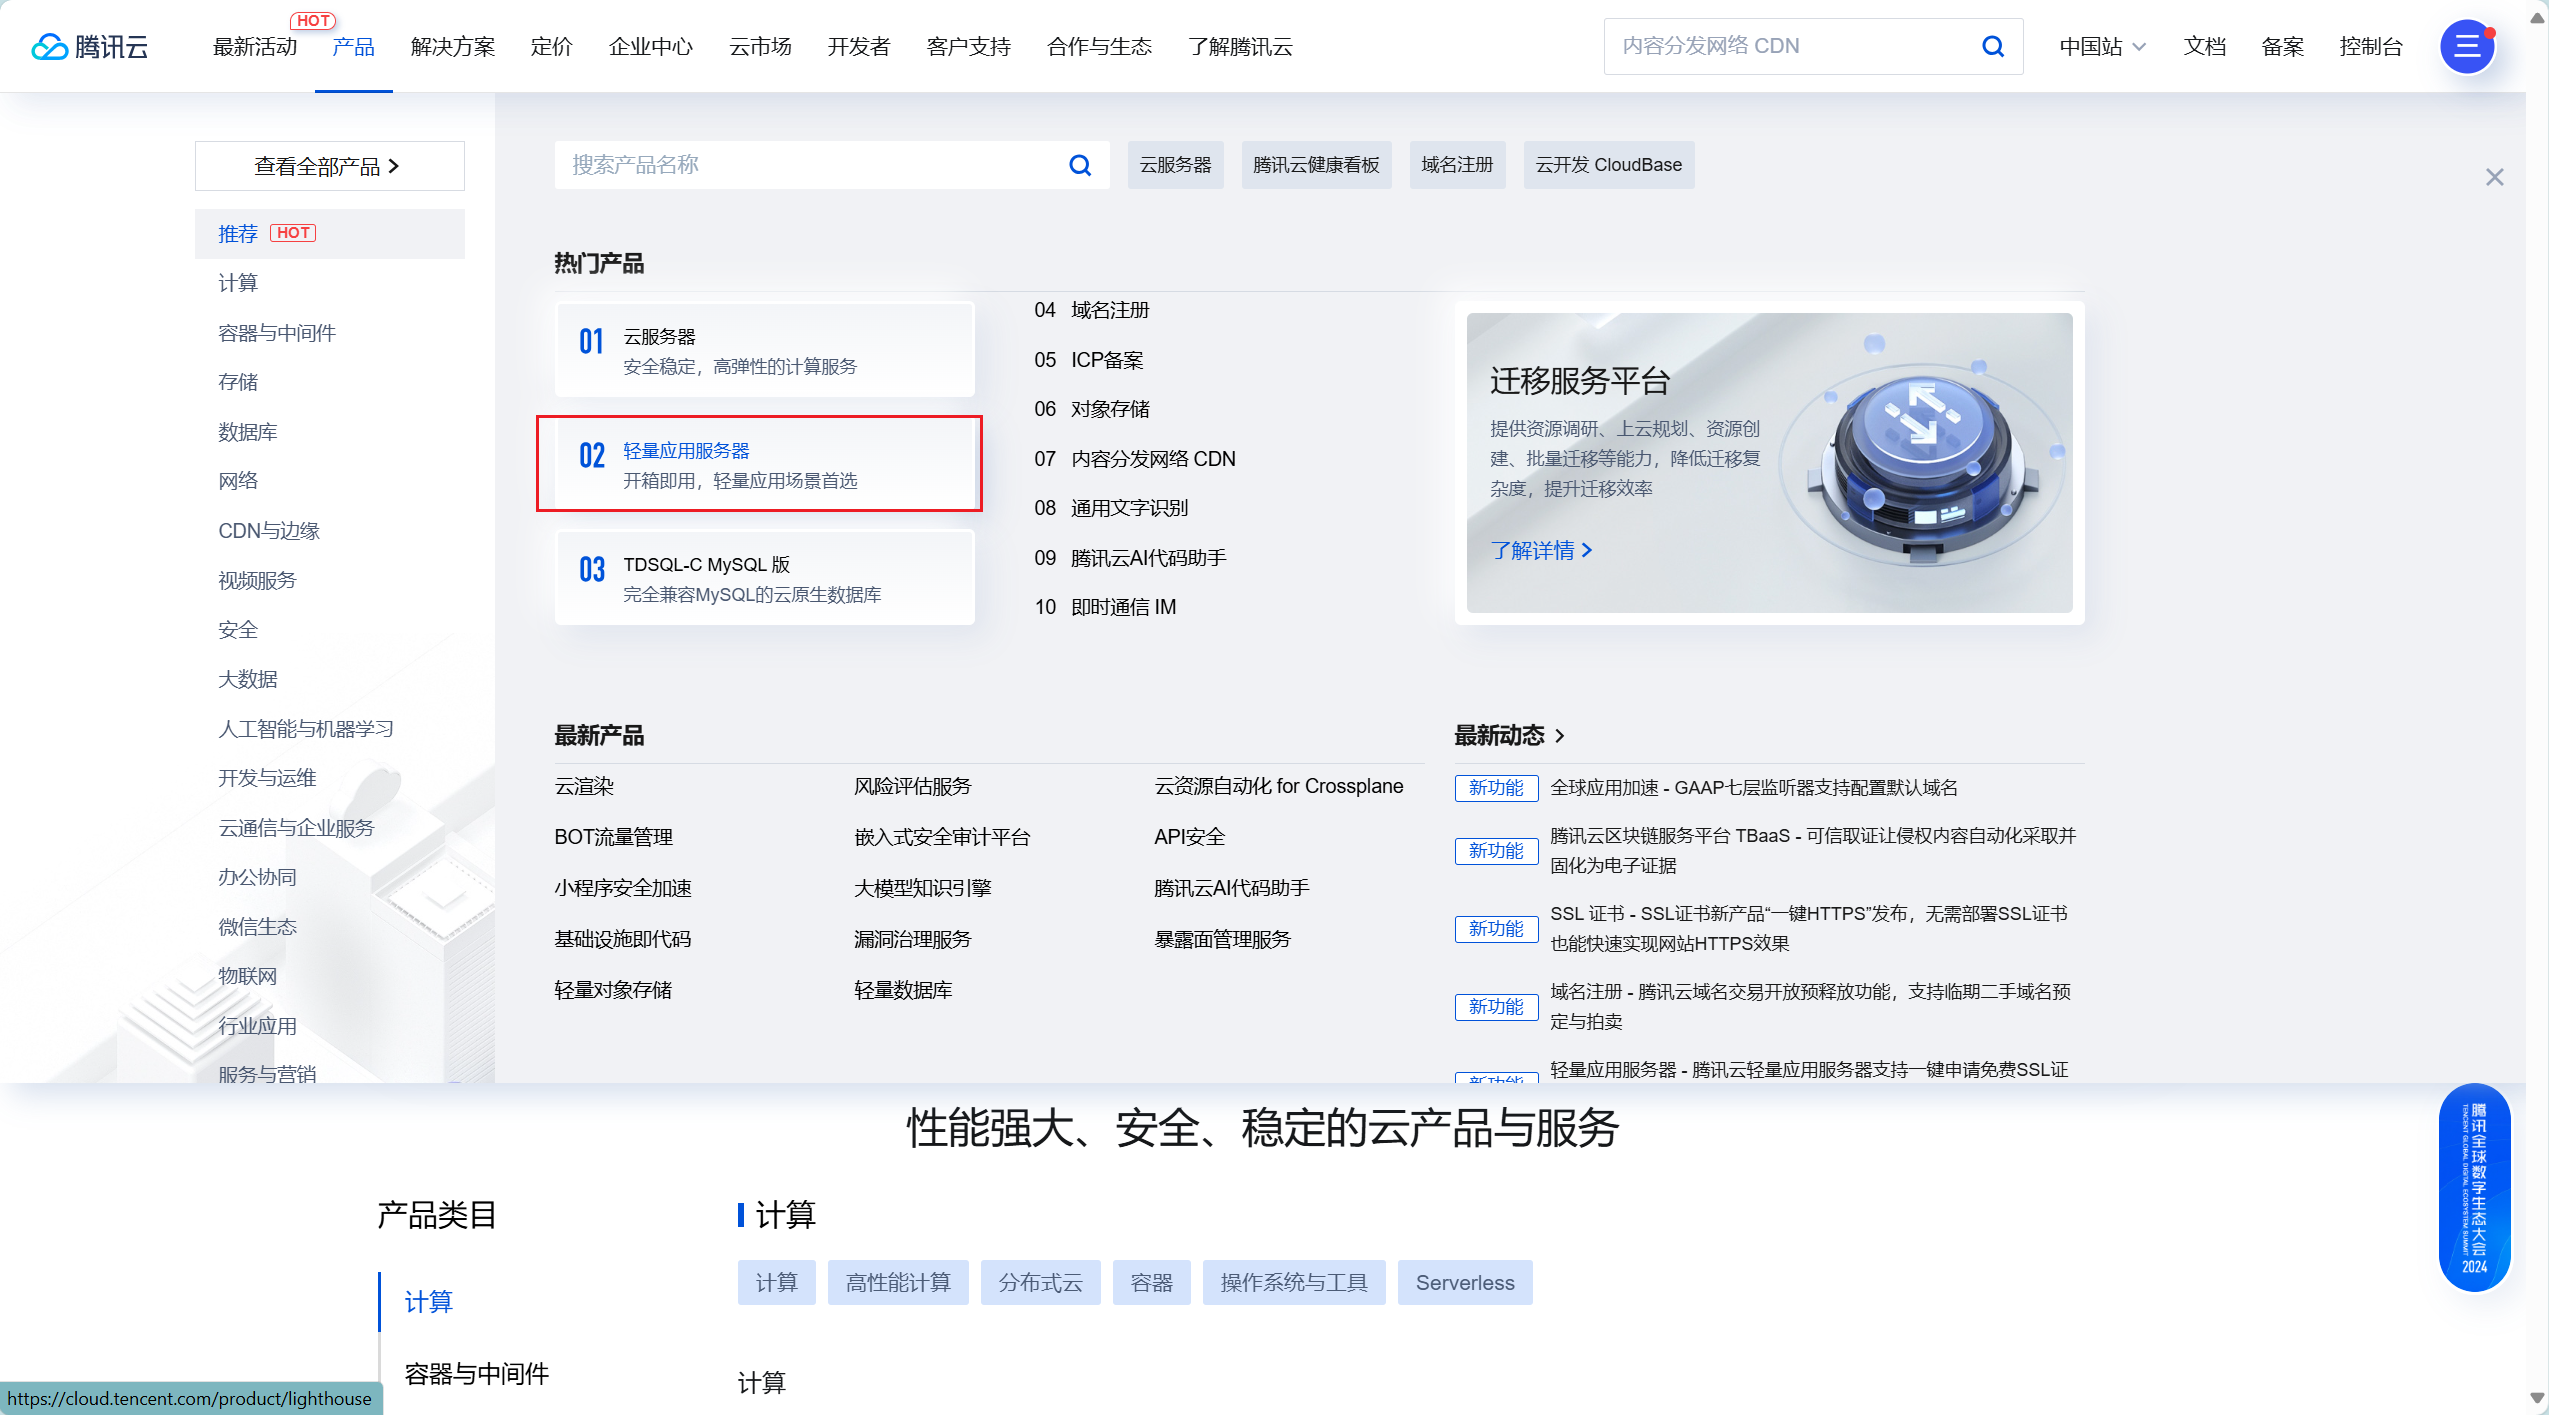 腾讯云
最新活动
HOT
产品
解决方案
定价
企业中心
云市场
开发者
客户支持
合作与生态
了解腾讯云
内容分发网络 CDN
中国站
文档
备案
控制台
三
查看全部产品
推荐 HOT
计算
容器与中间件
存储
数据库
网络
CDN与边缘
视频服务
安全
大数据
人工智能与机器学习
开发与运维
云通信与企业服务
办公协同
微信生态
物联网
行业应用
服务与营销
搜索产品名称
云服务器
腾讯云健康看板
域名注册
云开发 CloudBase
热门产品
01 云服务器
安全稳定，高弹性的计算服务
02 轻量应用服务器
开箱即用，轻量应用场景首选
03 TDSQL-C MySQL 版
完全兼容MySQL的云原生数据库
04 域名注册
05 ICP备案
06 对象存储
07 内容分发网络 CDN
08 通用文字识别
09 腾讯云AI代码助手
10 即时通信 IM
迁移服务平台
提供资源调研、上云规划、资源创
建、批量迁移等能力，降低迁移复
杂度，提升迁移效率
了解详情
最新产品
云渲染
风险评估服务
云资源自动化 for Crossplane
BOT流量管理
嵌入式安全审计平台
API安全
小程序安全加速
大模型知识引擎
腾讯云AI代码助手
基础设施即代码
漏洞治理服务
暴露面管理服务
轻量对象存储
轻量数据库
最新动态
新功能 全球应用加速 - GAAP七层监听器支持配置默认域名
新功能 腾讯云区块链服务平台 TBaaS - 可信取证让侵权内容自动化采取并
固化为电子证据
新功能 SSL 证书 - SSL证书新产品“一键HTTPS”发布，无需部署SSL证书
也能快速实现网站HTTPS效果
新功能 域名注册 - 腾讯云域名交易开放预释放功能，支持临期二手域名预
定与拍卖
新功能 轻量应用服务器 - 腾讯云轻量应用服务器支持一键申请免费SSL证
性能强大、安全、稳定的云产品与服务
产品类目
计算
容器与中间件
计算
计算
高性能计算
分布式云
容器
操作系统与工具
Serverless
计算
腾讯全球数字生态大会
TENCENT GLOBAL DIGITAL ECOSYSTEM SUMMIT
2024
https://cloud.tencent.com/product/lighthouse